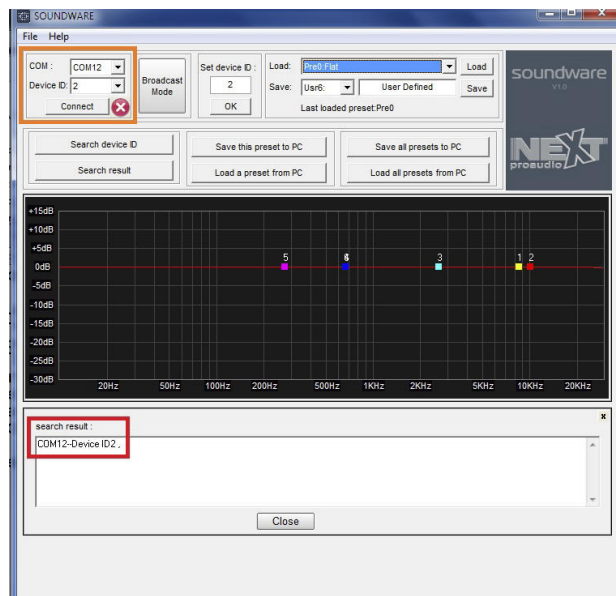 SOUNDWARE
File Help
COM : COM12
Device ID: 2
Connect
Broadcast
Mode
Set device ID :
2
OK
Load: Pre0:Flat Load
Save: Usr6: User Defined Save
Last loaded preset:Pre0
soundware
V1.0
NEXT
proaudio
Search device ID
Search result
Save this preset to PC
Load a preset from PC
Save all presets to PC
Load all presets from PC
+15dB
+10dB
+5dB
0dB
-5dB
-10dB
-15dB
-20dB
-25dB
-30dB
5 3 1 2
20Hz 50Hz 100Hz 200Hz 500Hz 1KHz 2KHz 5KHz 10KHz 20KHz
x
search result :
COM12--Device ID2 ,
Close